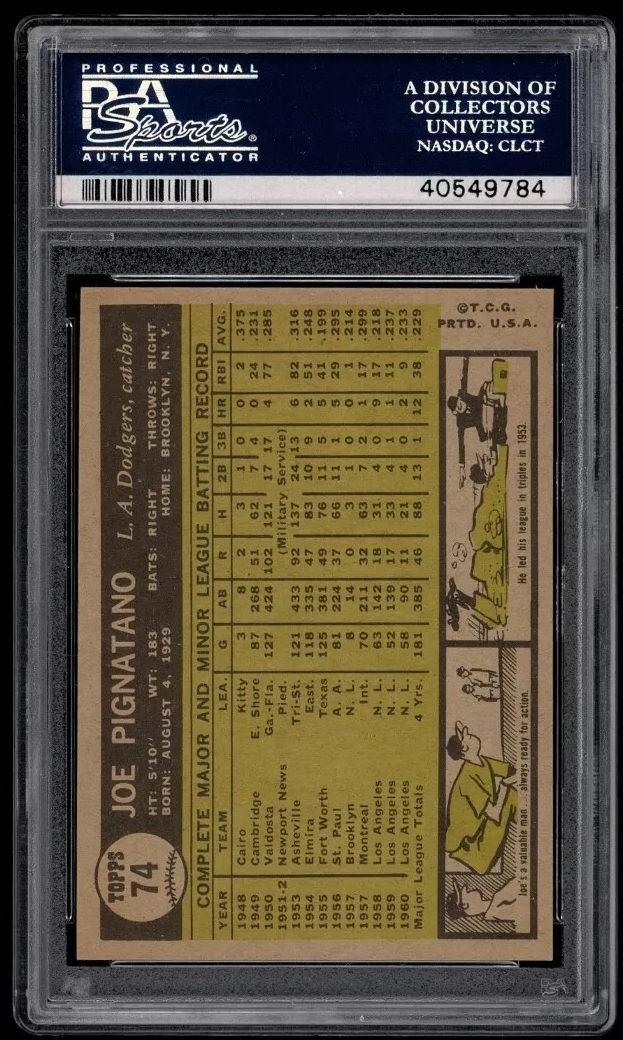 PROFESSIONAL
PSA
Sports®
AUTHENTICATOR
A DIVISION OF
COLLECTORS
UNIVERSE
NASDAQ: CLCT
40549784
TOPPS
74
JOE PIGNATANO L. A. Dodgers, catcher
HT: 5'10" WT: 183 BATS: RIGHT THROWS: RIGHT
BORN: AUGUST 4, 1929 HOME: BROOKLYN, N. Y.
COMPLETE MAJOR AND MINOR LEAGUE BATTING RECORD
YEAR TEAM LEA. G AB R H 2B 3B HR RBI AVG.
1948 Cairo Kitty 3 8 2 3 1 0 0 2 .375
1949 Cambridge E. Shore 87 268 51 62 7 4 0 24 .231
1950 Valdosta Ga.-Fla. 127 424 102 121 17 17 4 77 .285
1951-2 Newport News Pied. (Military Service)
1953 Asheville Tri-St. 121 433 92 137 24 13 6 82 .316
1954 Elmira East. 118 335 47 83 10 9 2 51 .248
1955 Fort Worth Texas 125 381 49 76 11 5 5 41 .199
1956 St. Paul A. A. 81 224 37 66 11 1 5 29 .295
1957 Brooklyn N. L. 8 14 0 3 1 0 0 1 .214
1957 Montreal Int. 70 211 32 63 7 2 1 17 .299
1958 Los Angeles N. L. 63 142 18 31 4 0 9 17 .218
1959 Los Angeles N. L. 52 139 17 33 4 1 1 11 .237
1960 Los Angeles N. L. 58 90 11 21 4 0 2 9 .233
Major League Totals 4 Yrs. 181 385 46 88 13 1 12 38 .229
Joe's a valuable man ... always ready for action.
He led his league in triples in 1953.
©T.C.G.
PRTD. U.S.A.